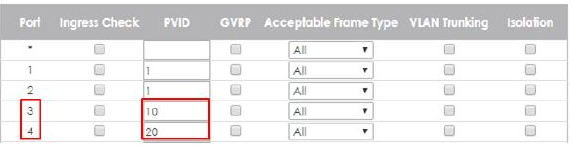 Port Ingress Check PVID GVRP Acceptable Frame Type VLAN Trunking Isolation
* All
1 1 All
2 1 All
3 10 All
4 20 All